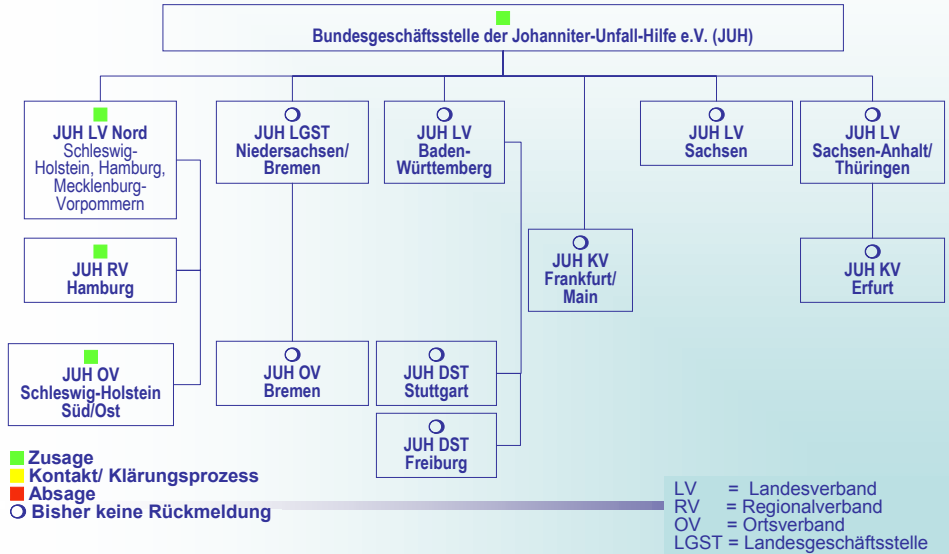 Bundesgeschäftsstelle der Johanniter-Unfall-Hilfe e.V. (JUH)
JUH LV Nord
Schleswig-
Holstein, Hamburg,
Mecklenburg-
Vorpommern
JUH LGST
Niedersachsen/
Bremen
JUH LV
Baden-
Württemberg
JUH LV
Sachsen
JUH LV
Sachsen-Anhalt/
Thüringen
JUH RV
Hamburg
JUH KV
Frankfurt/
Main
JUH KV
Erfurt
JUH OV
Schleswig-Holstein
Süd/Ost
JUH OV
Bremen
JUH DST
Stuttgart
JUH DST
Freiburg
Zusage
Kontakt/ Klärungsprozess
Absage
Bisher keine Rückmeldung
LV = Landesverband
RV = Regionalverband
OV = Ortsverband
LGST = Landesgeschäftsstelle